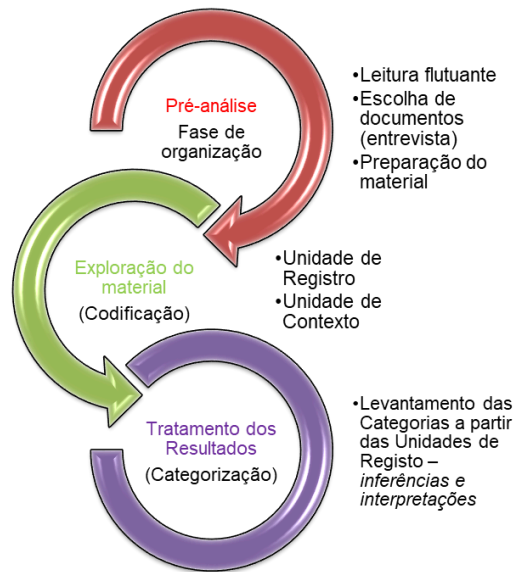 Pré-análise
Fase de
organização
•Leitura flutuante
•Escolha de
documentos
(entrevista)
•Preparação do
material
Exploração do
material
(Codificação)
•Unidade de
Registro
•Unidade de
Contexto
Tratamento dos
Resultados
(Categorização)
•Levantamento das
Categorias a partir
das Unidades de
Registo –
inferências e
interpretações